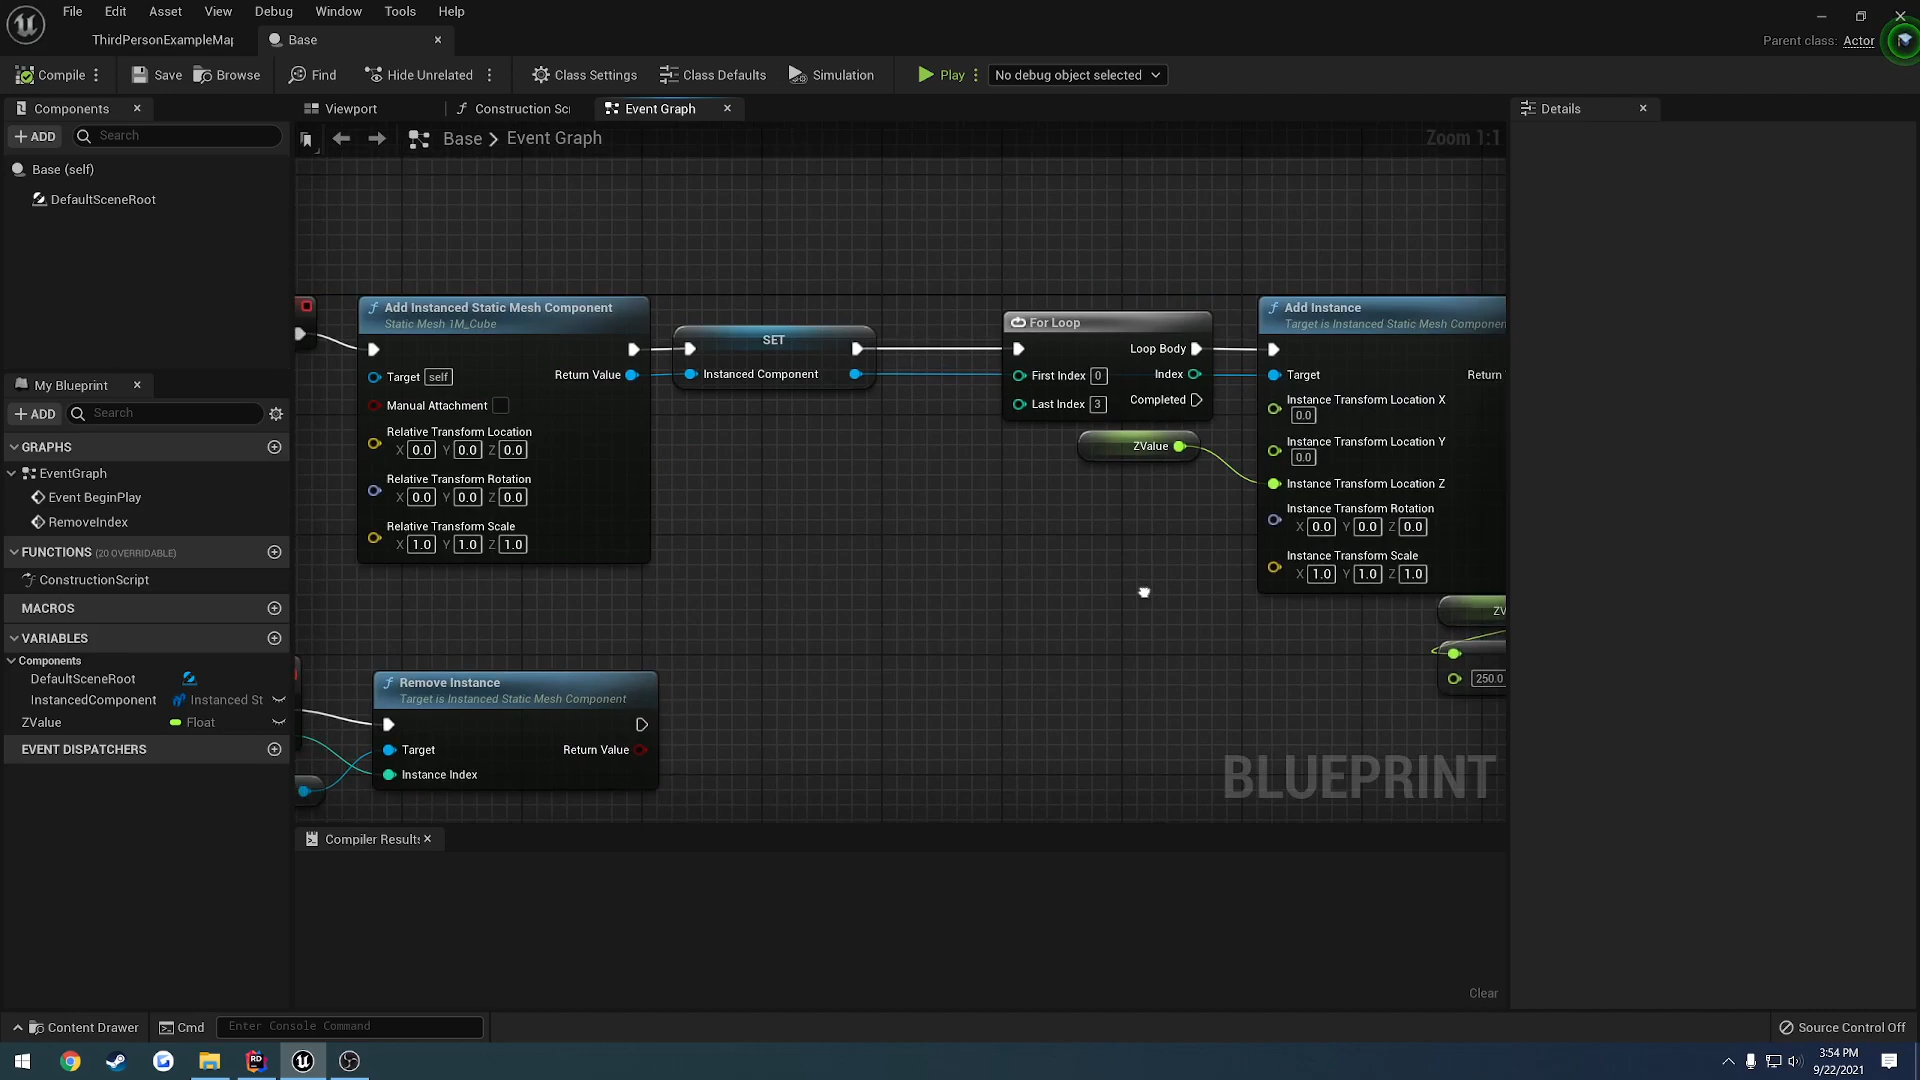 File Edit Asset View Debug Window Tools Help
ThirdPersonExampleMap Base
Parent class: Actor
Compile Save Browse Find Hide Unrelated Class Settings Class Defaults Simulation Play No debug object selected
Components Viewport Construction Sc Event Graph Details
ADD Search
Base > Event Graph
Zoom 1:1
Base (self)
DefaultSceneRoot
My Blueprint
ADD Search
GRAPHS
EventGraph
Event BeginPlay
RemoveIndex
FUNCTIONS (20 OVERRIDABLE)
ConstructionScript
MACROS
VARIABLES
Components
DefaultSceneRoot
InstancedComponent Instanced St
ZValue Float
EVENT DISPATCHERS
Add Instanced Static Mesh Component
Static Mesh 1M_Cube
Target self
Return Value
Manual Attachment
Relative Transform Location
X 0.0 Y 0.0 Z 0.0
Relative Transform Rotation
X 0.0 Y 0.0 Z 0.0
Relative Transform Scale
X 1.0 Y 1.0 Z 1.0
SET
Instanced Component
For Loop
Loop Body
First Index 0 Index
Last Index 3 Completed
ZValue
Add Instance
Target is Instanced Static Mesh Componen
Target Return
Instance Transform Location X
0.0
Instance Transform Location Y
0.0
Instance Transform Location Z
Instance Transform Rotation
X 0.0 Y 0.0 Z 0.0
Instance Transform Scale
X 1.0 Y 1.0 Z 1.0
ZV
250.0
Remove Instance
Target is Instanced Static Mesh Component
Target Return Value
Instance Index
BLUEPRINT
Compiler Results
Clear
Content Drawer Cmd Enter Console Command
Source Control Off
RD
3:54 PM
9/22/2021